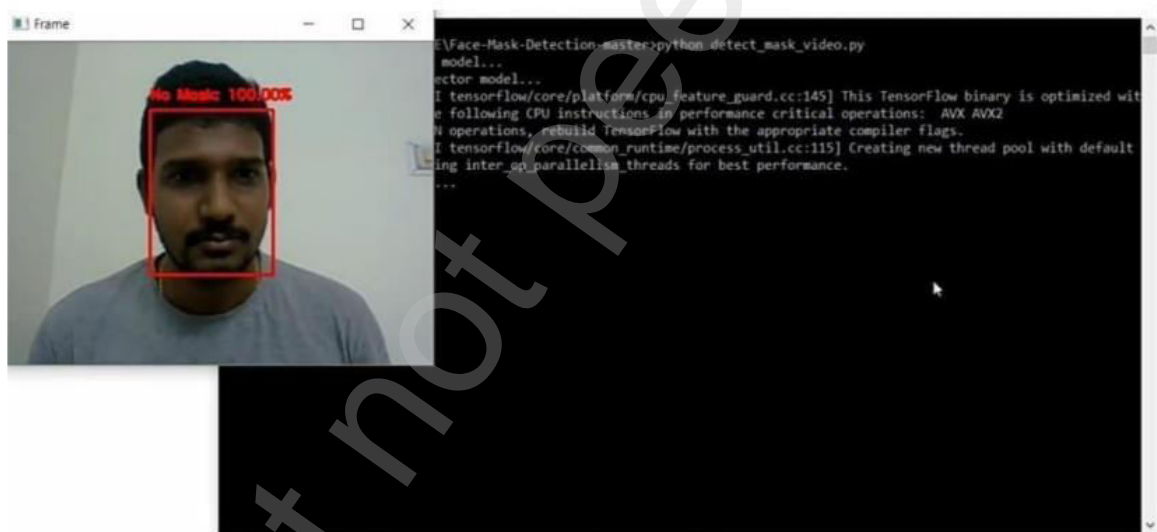 Frame
No Mask: 100.00%
E\Face-Mask-Detection-master>python detect_mask_video.py
model...
ector model...
I tensorflow/core/platform/cpu_feature_guard.cc:145] This TensorFlow binary is optimized wit
e following CPU instructions in performance critical operations:  AVX AVX2
N operations, rebuild TensorFlow with the appropriate compiler flags.
I tensorflow/core/common_runtime/process_util.cc:115] Creating new thread pool with default
ing inter_op_parallelism_threads for best performance.
...
not pee